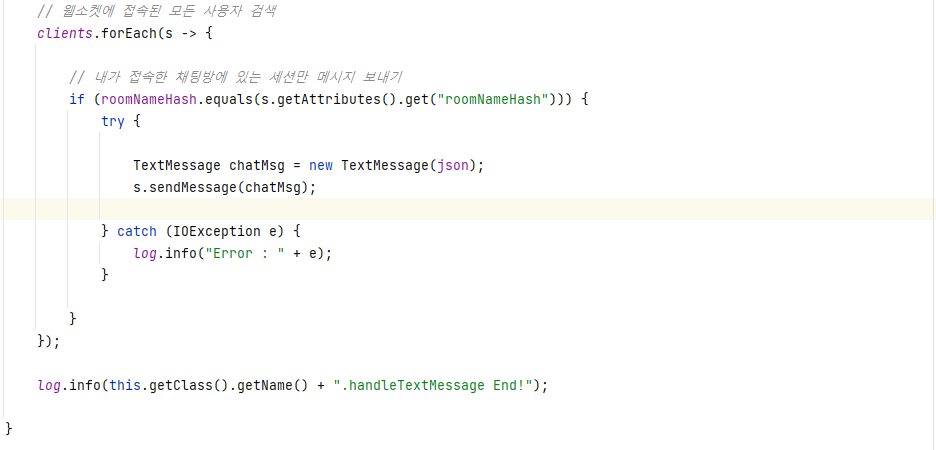 // 웹소켓에 접속된 모든 사용자 검색
clients.forEach(s -> {
// 내가 접속한 채팅방에 있는 세션만 메시지 보내기
if (roomNameHash.equals(s.getAttributes().get("roomNameHash"))) {
try {
TextMessage chatMsg = new TextMessage(json);
s.sendMessage(chatMsg);
} catch (IOException e) {
log.info("Error : " + e);
}
}
});
log.info(this.getClass().getName() + ".handleTextMessage End!");
}